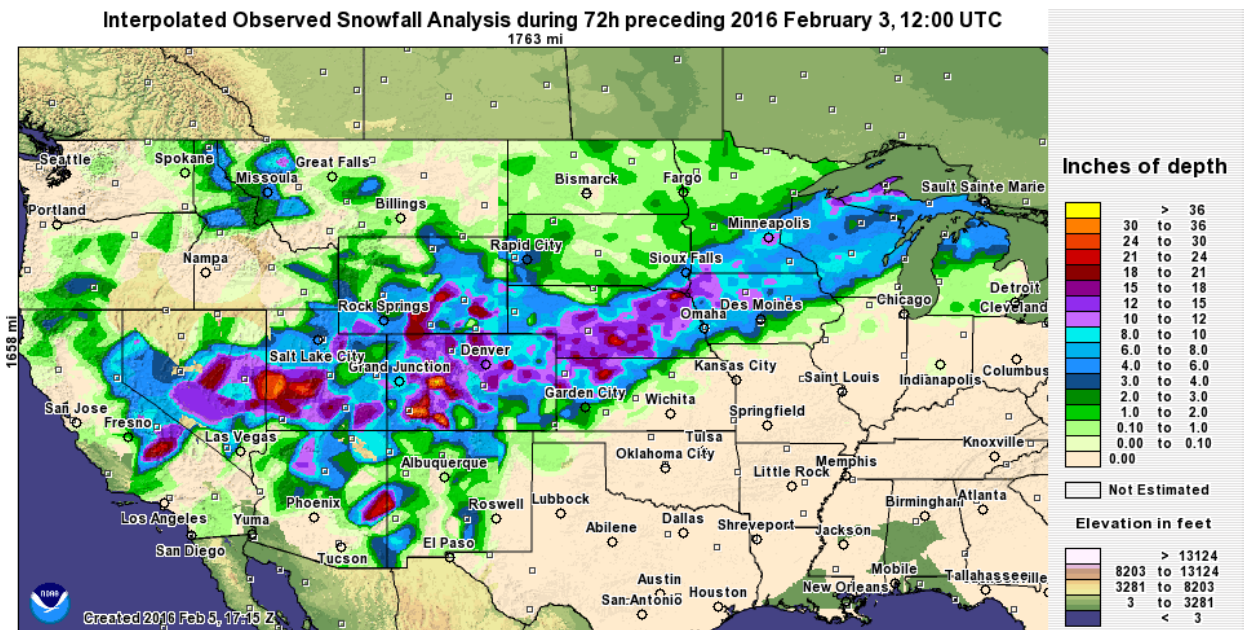 Interpolated Observed Snowfall Analysis during 72h preceding 2016 February 3, 12:00 UTC
1763 mi
1658 mi
Seattle
Spokane
Great Falls
Missoula
Bismarck
Fargo
Sault Sainte Marie
Portland
Billings
Minneapolis
Nampa
Rapid City
Sioux Falls
Rock Springs
Detroit
Des Moines
Chicago
Cleveland
Omaha
Salt Lake City
Denver
Grand Junction
Kansas City
Saint Louis
Indianapolis
Columbus
San Jose
Fresno
Garden City
Wichita
Springfield
Las Vegas
Tulsa
Knoxville
Albuquerque
Oklahoma City
Little Rock
Memphis
Phoenix
Roswell
Lubbock
Birmingham
Atlanta
Los Angeles
Yuma
Abilene
Dallas
Shreveport
Jackson
San Diego
Tucson
El Paso
Austin
Houston
Mobile
Tallahassee
New Orleans
San Antonio
NOAA
Created 2016 Feb 5, 17:15 Z
Inches of depth
> 36
30 to 36
24 to 30
21 to 24
18 to 21
15 to 18
12 to 15
10 to 12
8.0 to 10
6.0 to 8.0
4.0 to 6.0
3.0 to 4.0
2.0 to 3.0
1.0 to 2.0
0.10 to 1.0
0.00 to 0.10
0.00
Not Estimated
Elevation in feet
> 13124
8203 to 13124
3281 to 8203
3 to 3281
< 3